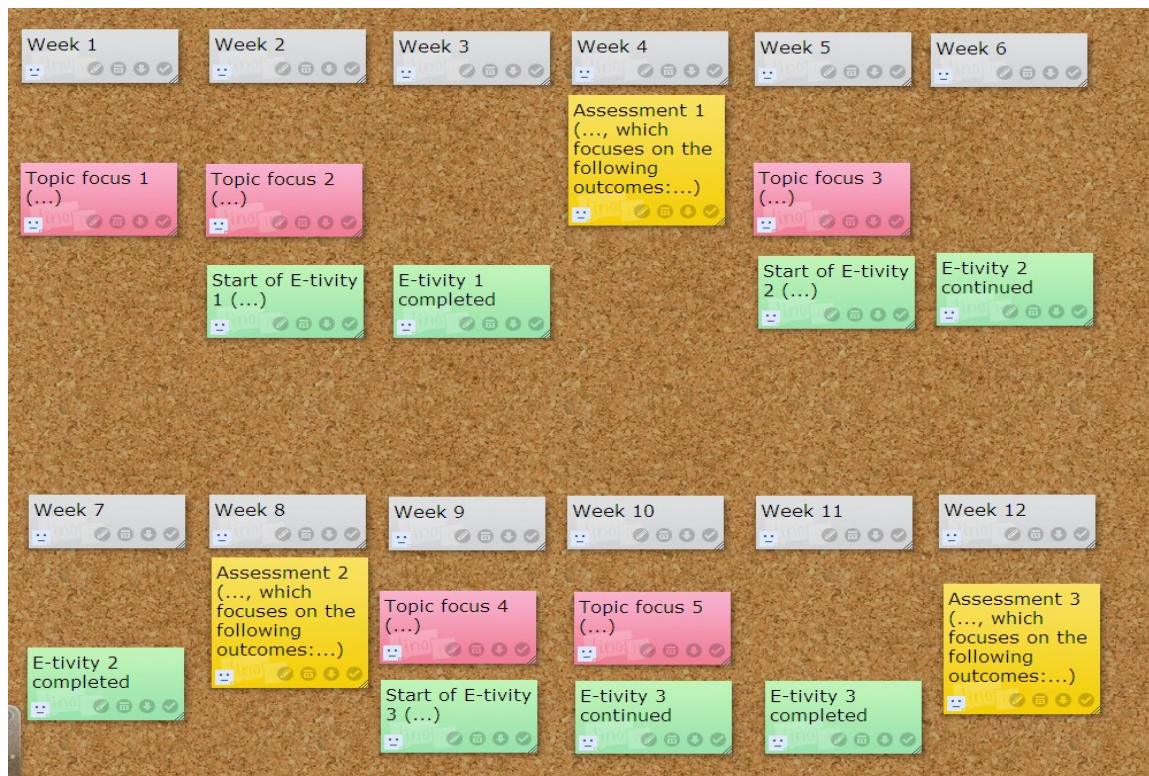 Week 1
Week 2
Week 3
Week 4
Week 5
Week 6
Assessment 1
(..., which
focuses on the
following
outcomes:...)
Topic focus 1
(...)
Topic focus 2
(...)
Topic focus 3
(...)
Start of E-tivity
1 (...)
E-tivity 1
completed
Start of E-tivity
2 (...)
E-tivity 2
continued
Week 7
Week 8
Week 9
Week 10
Week 11
Week 12
Assessment 2
(..., which
focuses on the
following
outcomes:...)
Topic focus 4
(...)
Topic focus 5
(...)
Assessment 3
(..., which
focuses on the
following
outcomes:...)
E-tivity 2
completed
Start of E-tivity
3 (...)
E-tivity 3
continued
E-tivity 3
completed